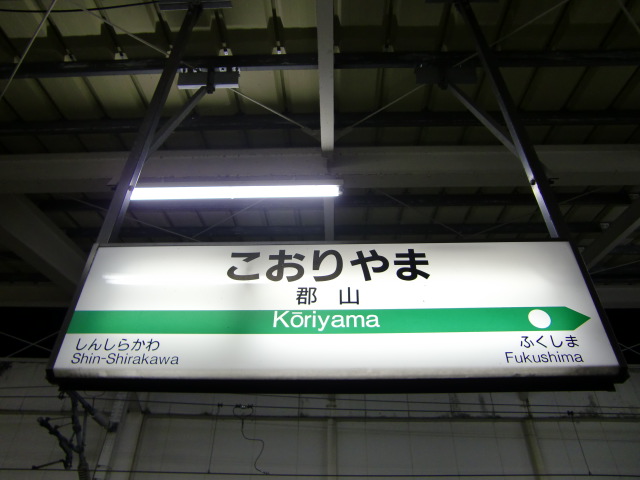 こおりやま
郡山
Kōriyama
しんしらかわ
Shin-Shirakawa
ふくしま
Fukushima